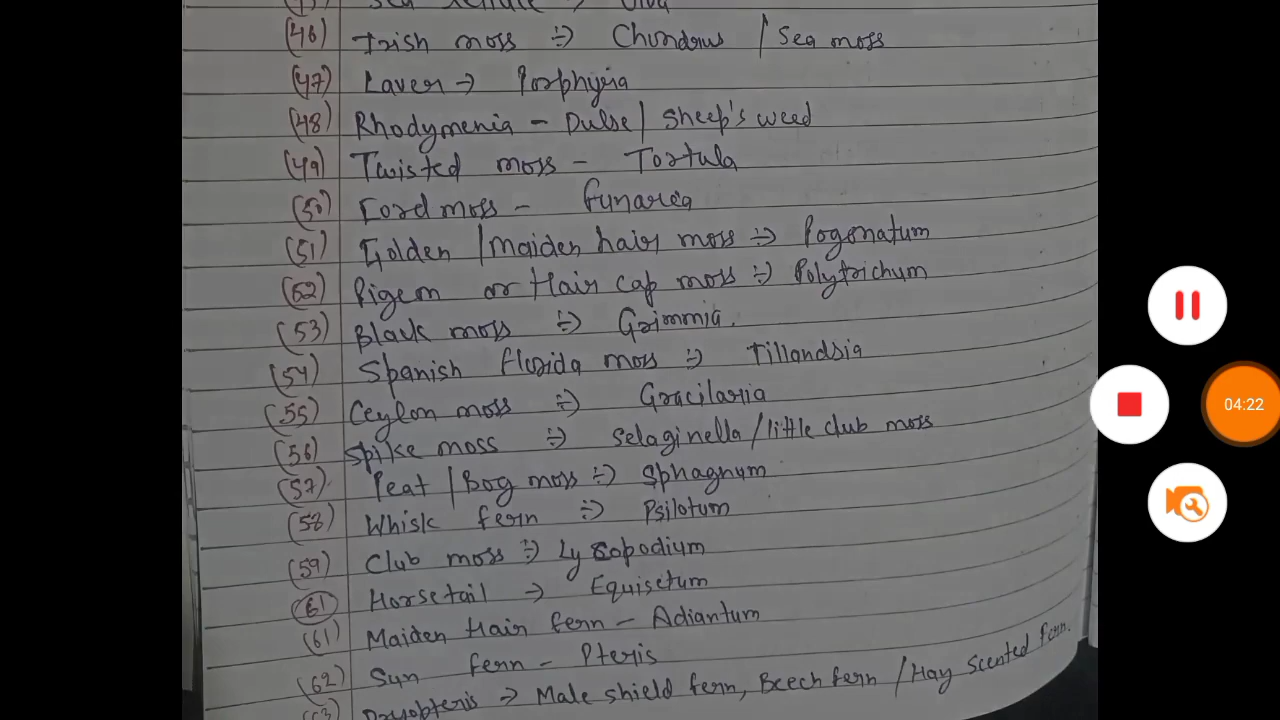 (46) Irish moss ÷) Chondrus / Sea moss
(47) Laver -> Porphyria
(48) Rhodymenia - Dulse / Sheep's weed
(49) Twisted moss - Tortula
(50) Cord moss - funarea
(51) Golden / maiden hair moss ÷) Pogonatum
(52) Pigeon or Hair cap moss ÷) Polytrichum
(53) Black moss ÷) Grimmia.
(54) Spanish Florida moss ÷) Tillandsia
(55) Ceylon moss ÷) Gracilaria
(56) Spike moss ÷) Selaginella / little club moss
(57) Peat / Bog moss ÷) Sphagnum
(58) Whisk fern ÷) Psilotum
(59) Club moss ÷) Lycopodium
(61) Horsetail -> Equisetum
(61) Maiden Hair fern - Adiantum
(62) Sun fern - Pteris
(63) Dryopteris -> Male shield fern, Beech fern / Hay scented fern.
04:22